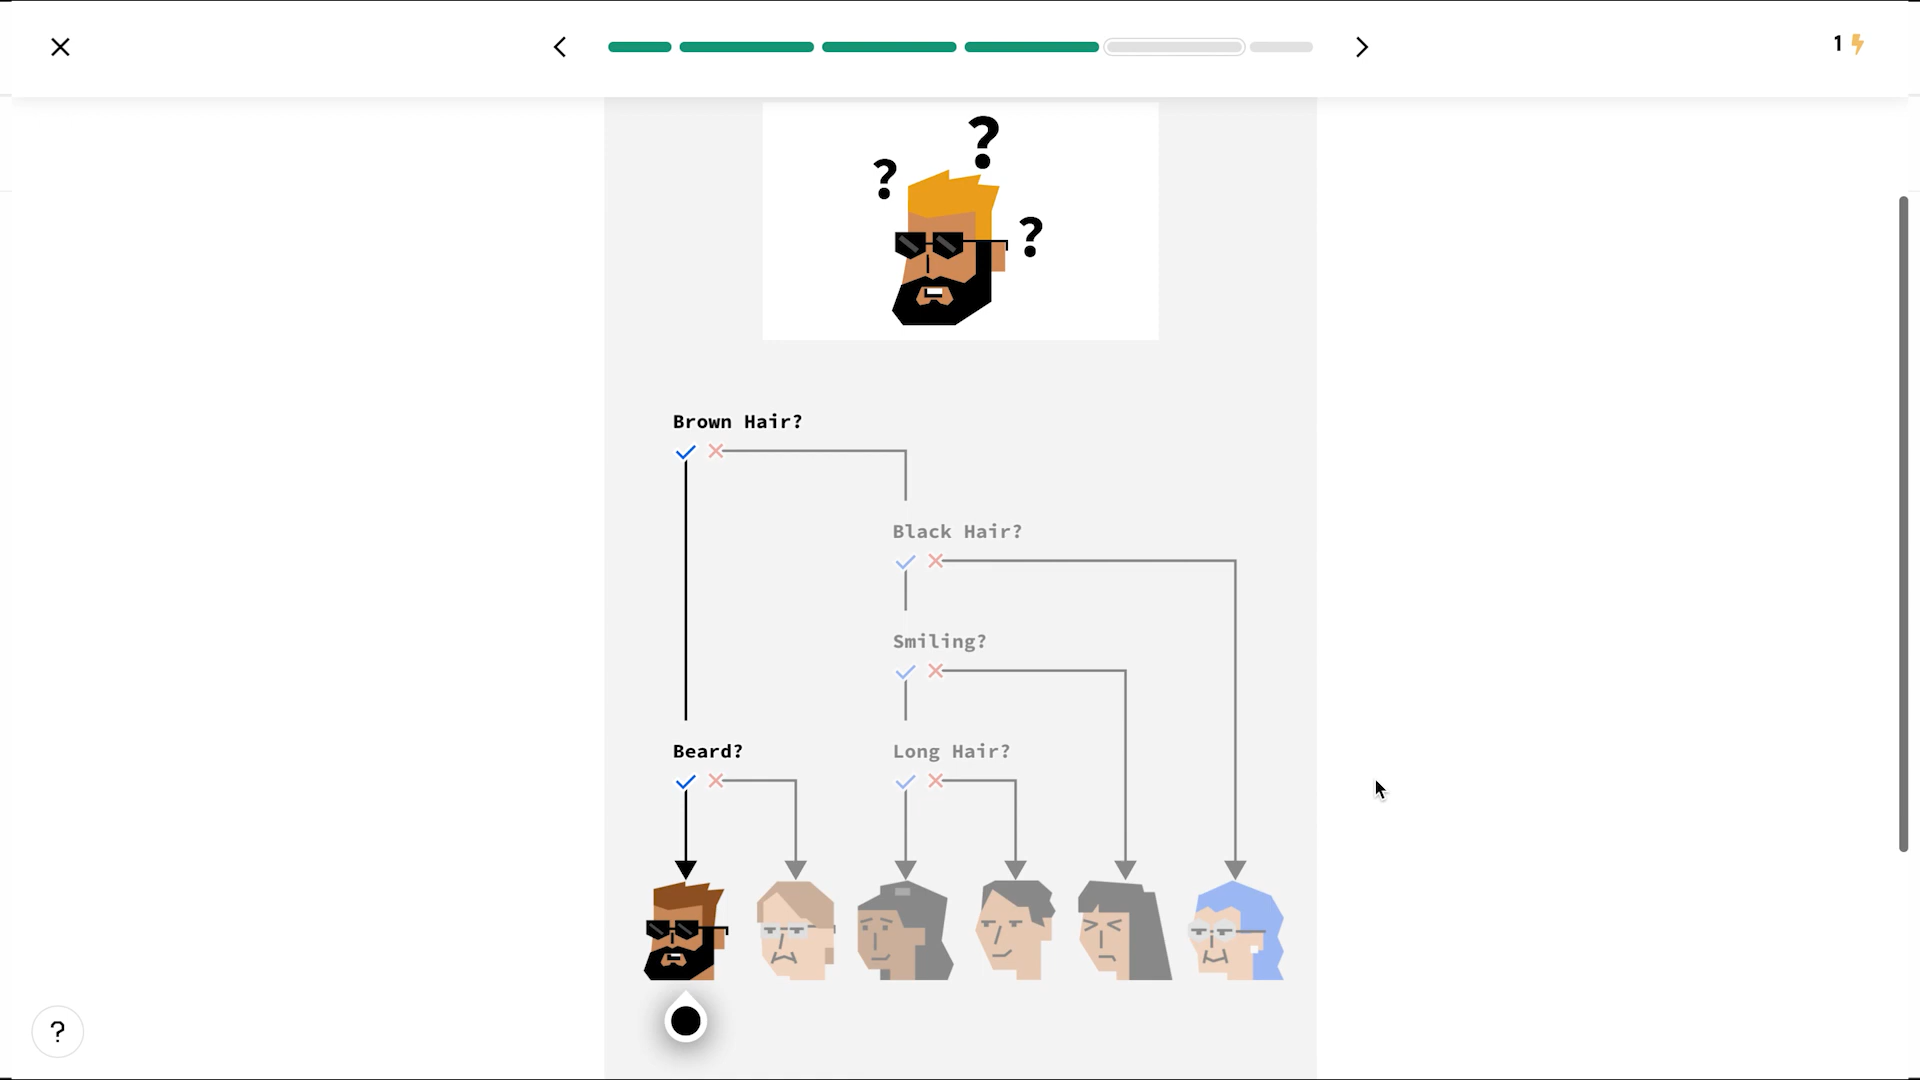 1
?
?
?
Brown Hair?
Black Hair?
Smiling?
Beard?
Long Hair?
?